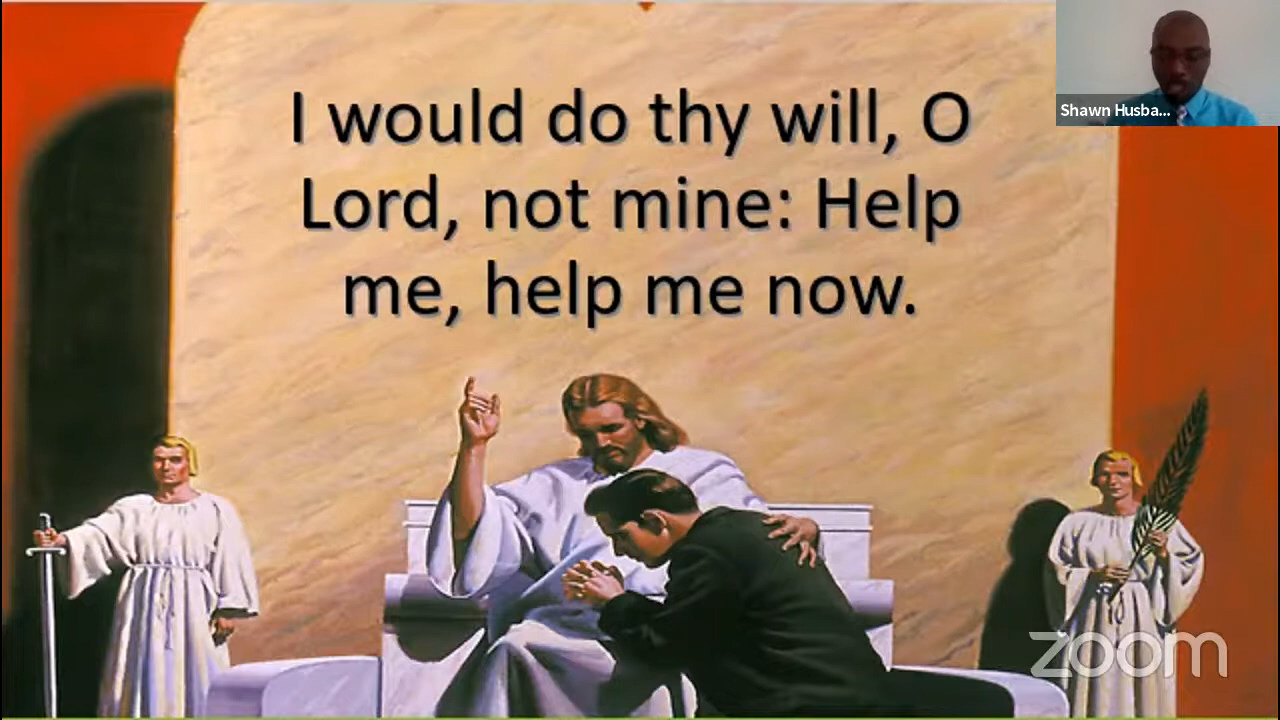 I would do thy will, O
Lord, not mine: Help
me, help me now.
Shawn Husba...
zoom